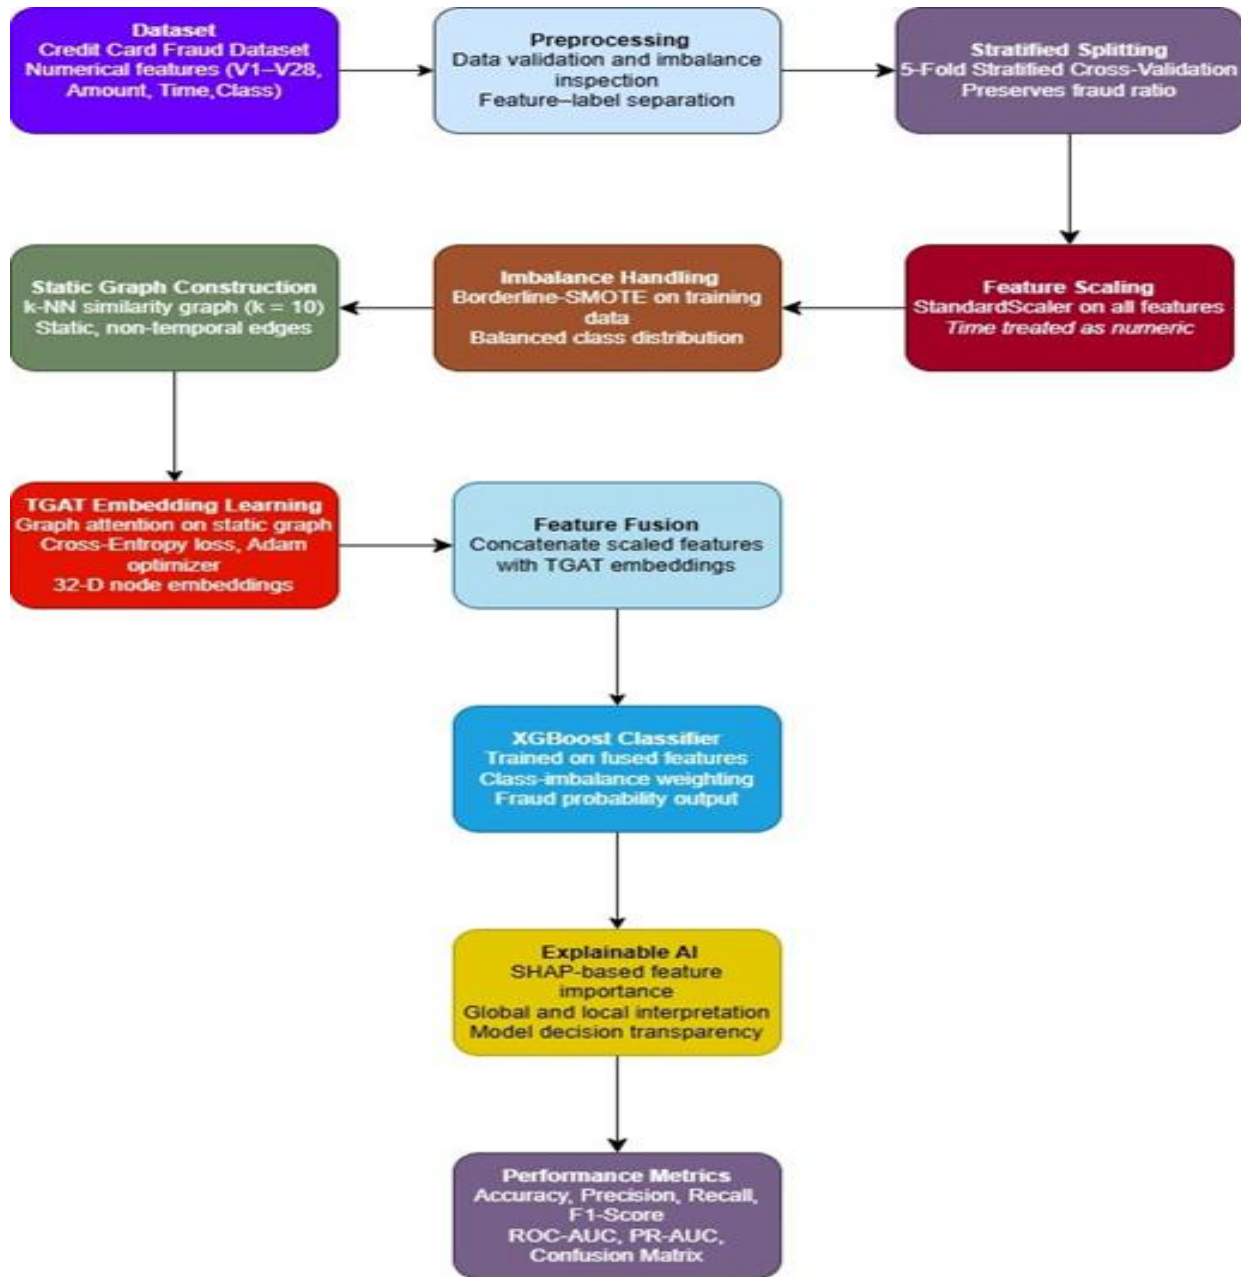 Dataset
Credit Card Fraud Dataset
Numerical features (V1–V28,
Amount, Time,Class)
Preprocessing
Data validation and imbalance
inspection
Feature–label separation
Stratified Splitting
5-Fold Stratified Cross-Validation
Preserves fraud ratio
Feature Scaling
StandardScaler on all features
Time treated as numeric
Imbalance Handling
Borderline-SMOTE on training
data
Balanced class distribution
Static Graph Construction
k-NN similarity graph (k = 10)
Static, non-temporal edges
TGAT Embedding Learning
Graph attention on static graph
Cross-Entropy loss, Adam
optimizer
32-D node embeddings
Feature Fusion
Concatenate scaled features
with TGAT embeddings
XGBoost Classifier
Trained on fused features
Class-imbalance weighting
Fraud probability output
Explainable AI
SHAP-based feature
importance
Global and local interpretation
Model decision transparency
Performance Metrics
Accuracy, Precision, Recall,
F1-Score
ROC-AUC, PR-AUC,
Confusion Matrix